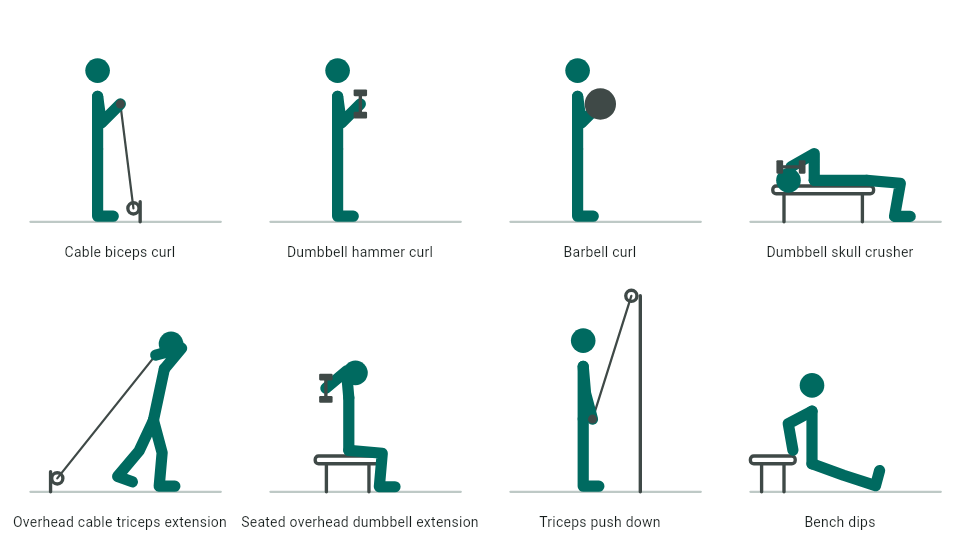 Cable biceps curl
Dumbbell hammer curl
Barbell curl
Dumbbell skull crusher
Overhead cable triceps extension
Seated overhead dumbbell extension
Triceps push down
Bench dips